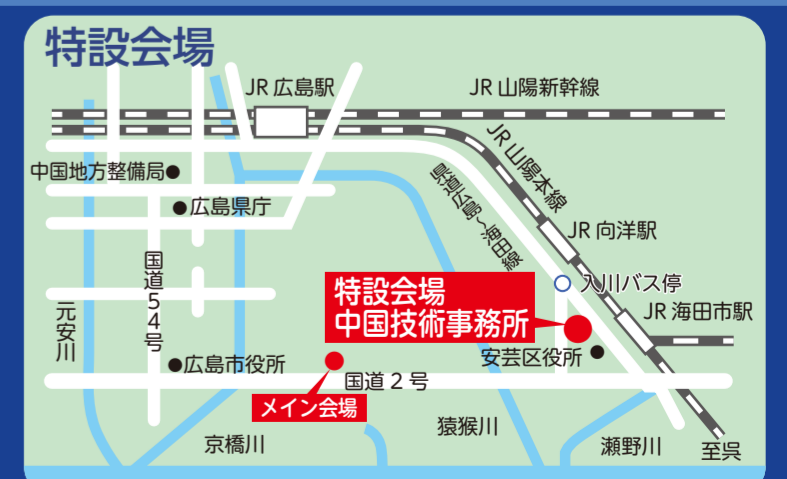 特設会場
JR 広島駅
JR 山陽新幹線
中国地方整備局
広島県庁
JR 山陽本線
県道広島～海田線
JR 向洋駅
入川バス停
国道54号
元安川
特設会場
中国技術事務所
JR 海田市駅
安芸区役所
広島市役所
国道2号
メイン会場
京橋川
猿猴川
瀬野川
至呉